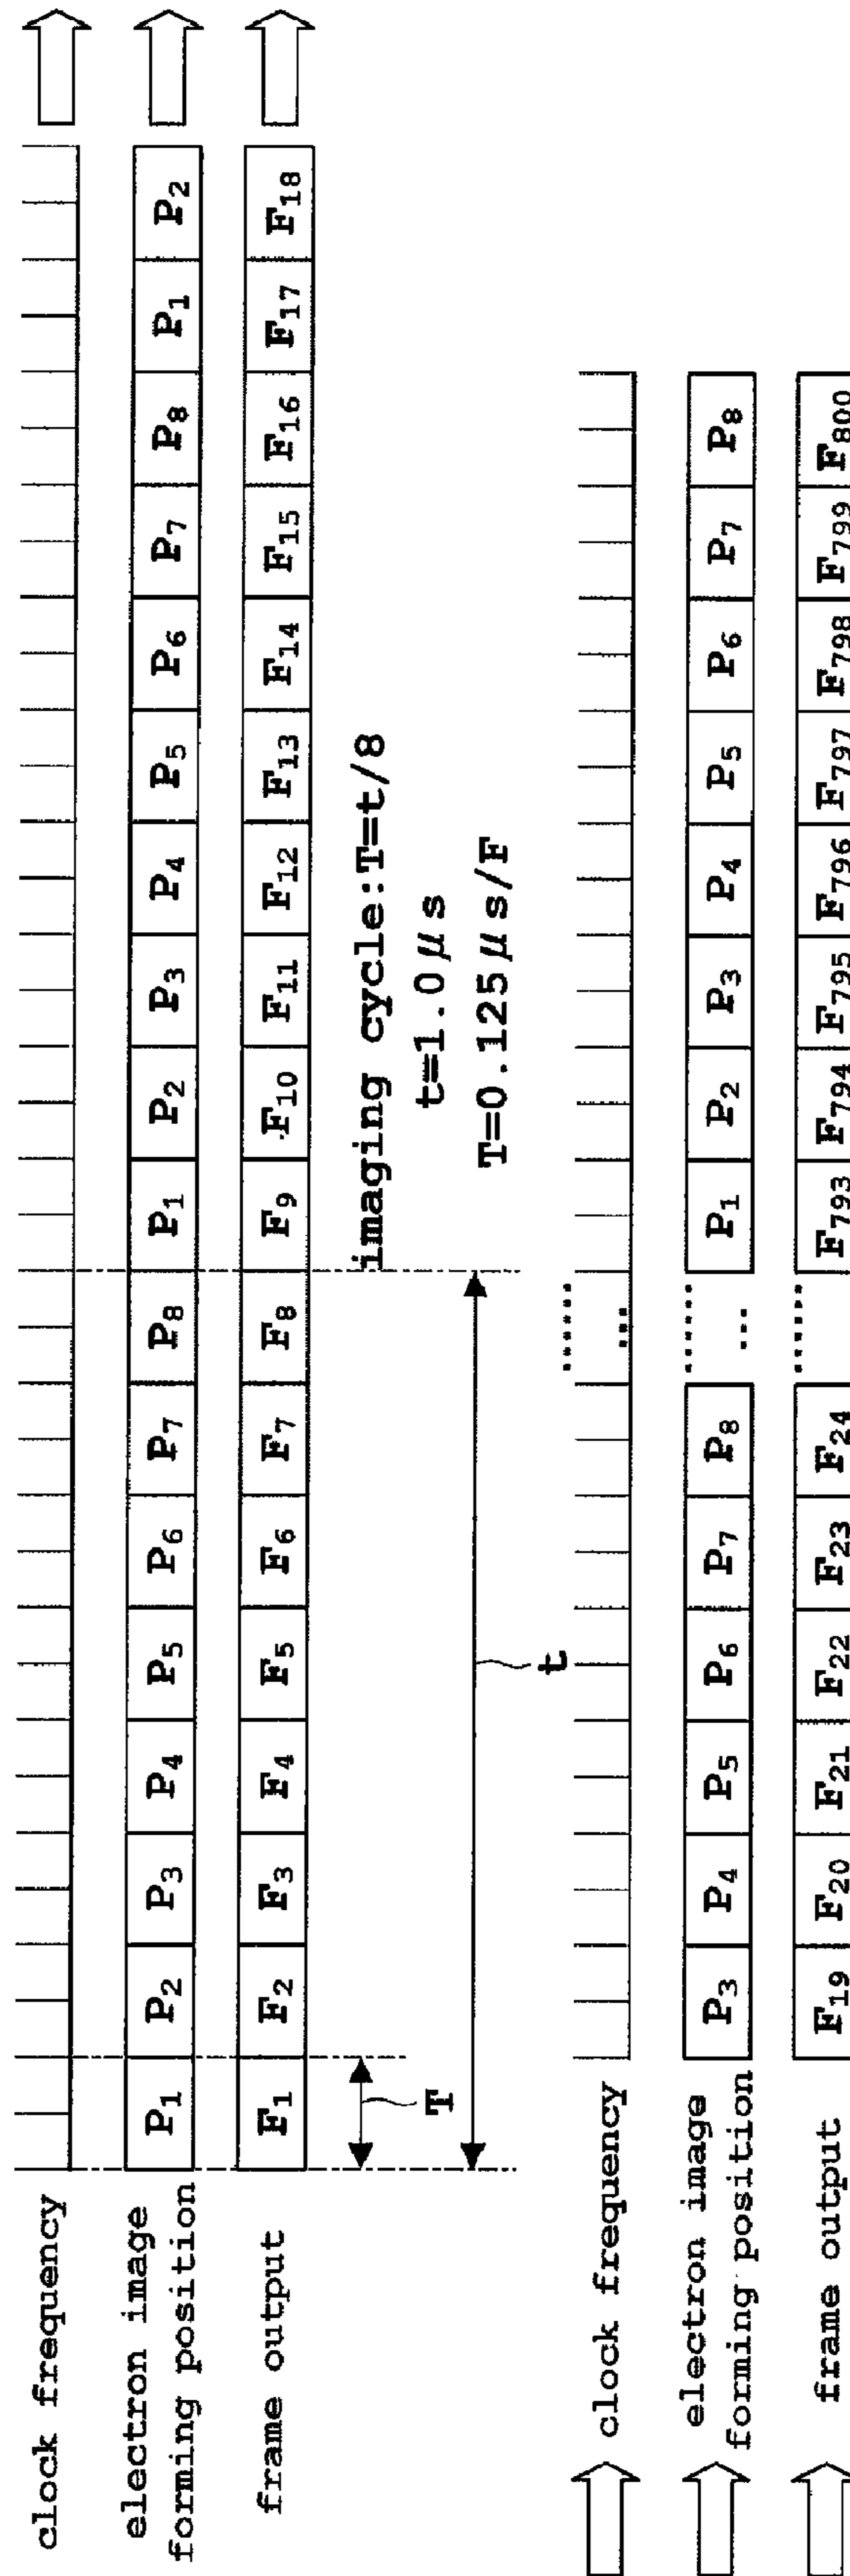 clock frequency
electron image
forming position
P1 P2 P3 P4 P5 P6 P7 P8 P1 P2 P3 P4 P5 P6 P7 P8 P1 P2
frame output
F1 F2 F3 F4 F5 F6 F7 F8 F9 F10 F11 F12 F13 F14 F15 F16 F17 F18
T
t
imaging cycle:T=t/8
t=1.0μs
T=0.125μs/F
clock frequency
......
...
electron image
forming position
P3 P4 P5 P6 P7 P8 ...... ... P1 P2 P3 P4 P5 P6 P7 P8
frame output
F19 F20 F21 F22 F23 F24 ...... F793 F794 F795 F796 F797 F798 F799 F800